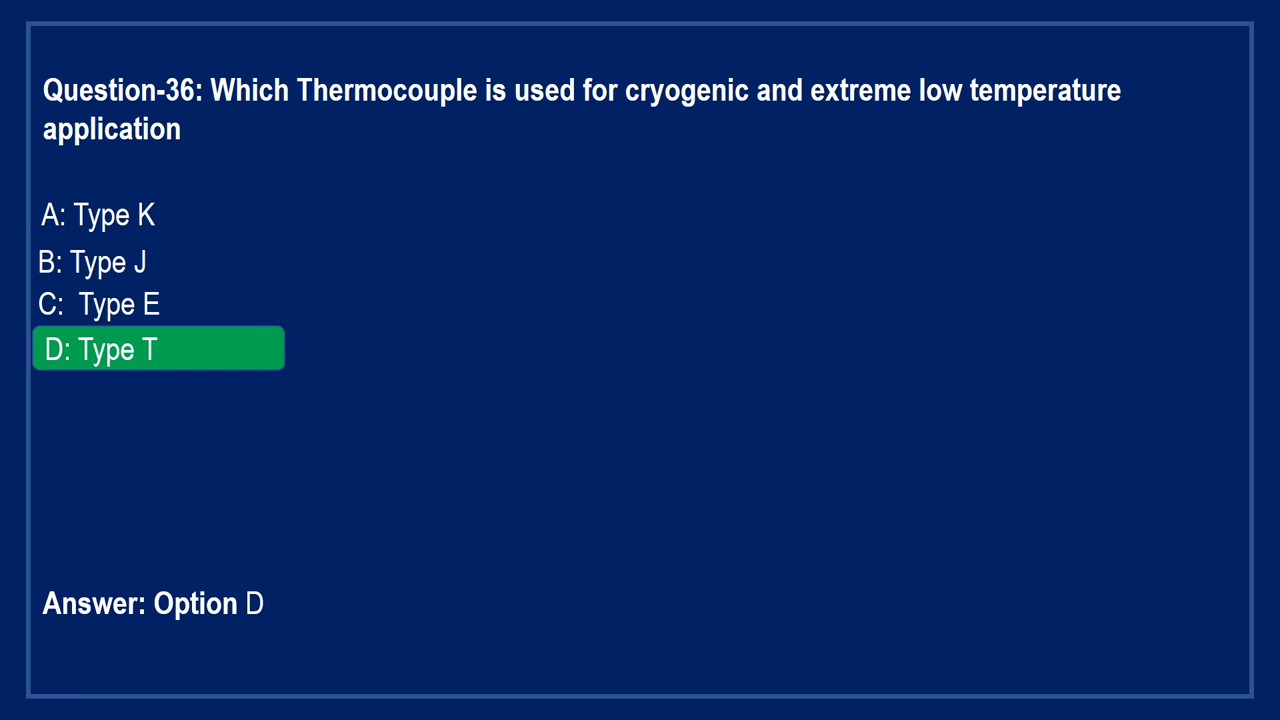 Question-36: Which Thermocouple is used for cryogenic and extreme low temperature
application
A: Type K
B: Type J
C: Type E
D: Type T
Answer: Option D